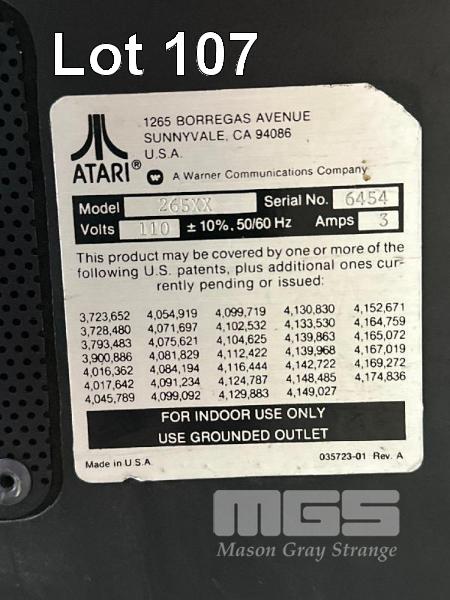 Lot 107
1265 BORREGAS AVENUE
SUNNYVALE, CA 94086
U.S.A.
ATARI®
W A Warner Communications Company
Model 265XX Serial No. 6454
Volts 110 ± 10%, 50/60 Hz Amps 3
This product may be covered by one or more of the
following U.S. patents, plus additional ones cur-
rently pending or issued:
3,723,652 4,054,919 4,099,719 4,130,830 4,152,671
3,728,480 4,071,697 4,102,532 4,133,530 4,164,759
3,793,483 4,075,621 4,104,625 4,139,863 4,165,072
3,900,886 4,081,829 4,112,422 4,139,968 4,167,019
4,016,362 4,084,194 4,116,444 4,142,722 4,169,272
4,017,642 4,091,234 4,124,787 4,148,485 4,174,836
4,045,789 4,099,092 4,129,883 4,149,027
FOR INDOOR USE ONLY
USE GROUNDED OUTLET
Made in U.S.A. 035723-01 Rev. A
MGS
Mason Gray Strange